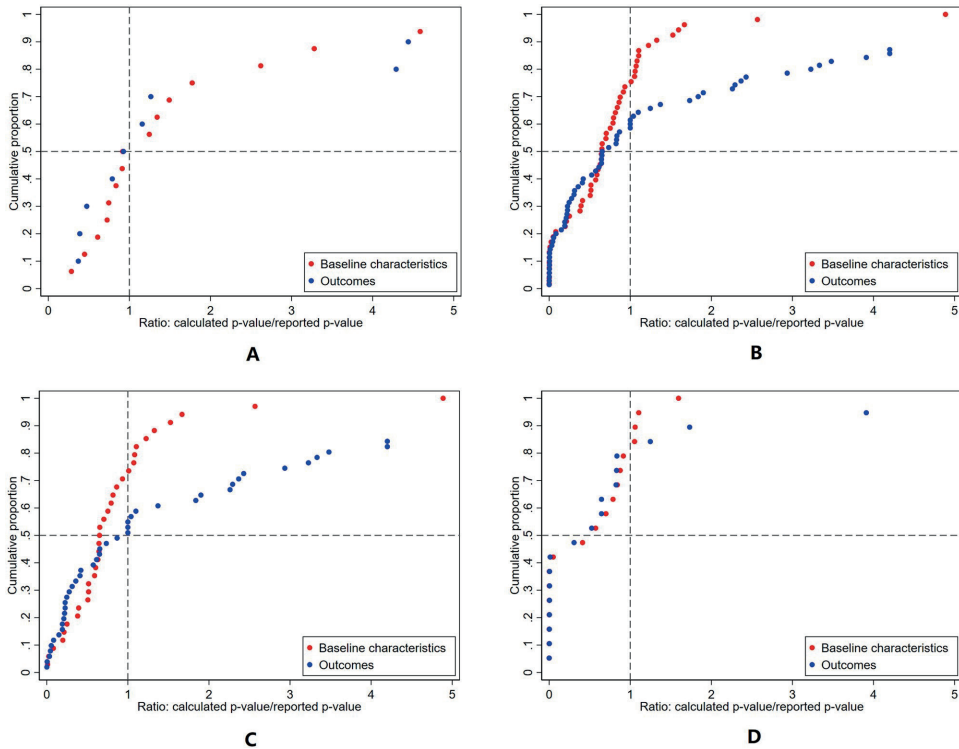 1
.9
.8
.7
.6
.5
.4
.3
.2
.1
0
Cumulative proportion
Baseline characteristics
Outcomes
0 1 2 3 4 5
Ratio: calculated p-value/reported p-value
A
1
.9
.8
.7
.6
.5
.4
.3
.2
.1
0
Cumulative proportion
Baseline characteristics
Outcomes
0 1 2 3 4 5
Ratio: calculated p-value/reported p-value
B
1
.9
.8
.7
.6
.5
.4
.3
.2
.1
0
Cumulative proportion
Baseline characteristics
Outcomes
0 1 2 3 4 5
Ratio: calculated p-value/reported p-value
C
1
.9
.8
.7
.6
.5
.4
.3
.2
.1
0
Cumulative proportion
Baseline characteristics
Outcomes
0 1 2 3 4 5
Ratio: calculated p-value/reported p-value
D